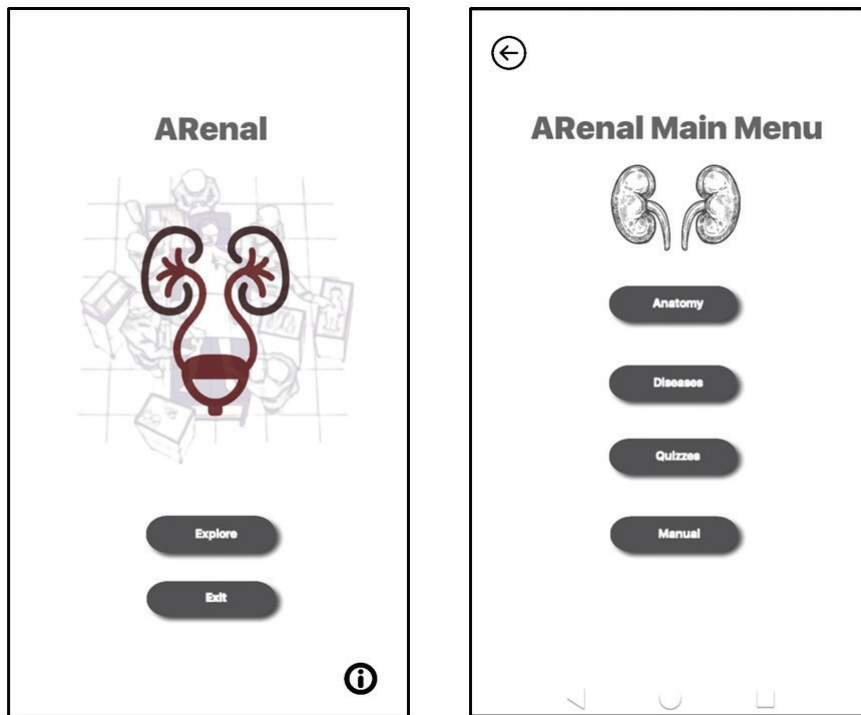 ARenal
Explore
Exit
ARenal Main Menu
Anatomy
Diseases
Quizzes
Manual